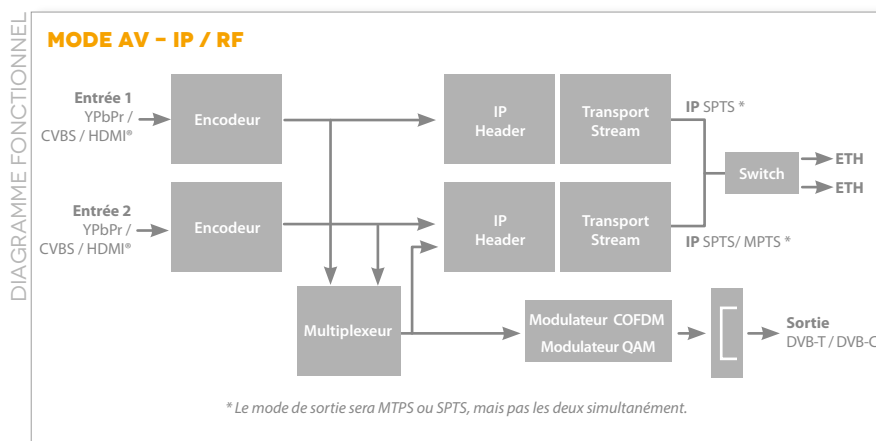 DIAGRAMME FONCTIONNEL
MODE AV – IP / RF
Entrée 1
YPbPr /
CVBS / HDMI®
Encodeur
IP
Header
Transport
Stream
IP SPTS *
Switch
ETH
ETH
Entrée 2
YPbPr /
CVBS / HDMI®
Encodeur
IP
Header
Transport
Stream
IP SPTS/ MPTS *
Multiplexeur
Modulateur COFDM
Modulateur QAM
Sortie
DVB-T / DVB-C
* Le mode de sortie sera MTPS ou SPTS, mais pas les deux simultanément.